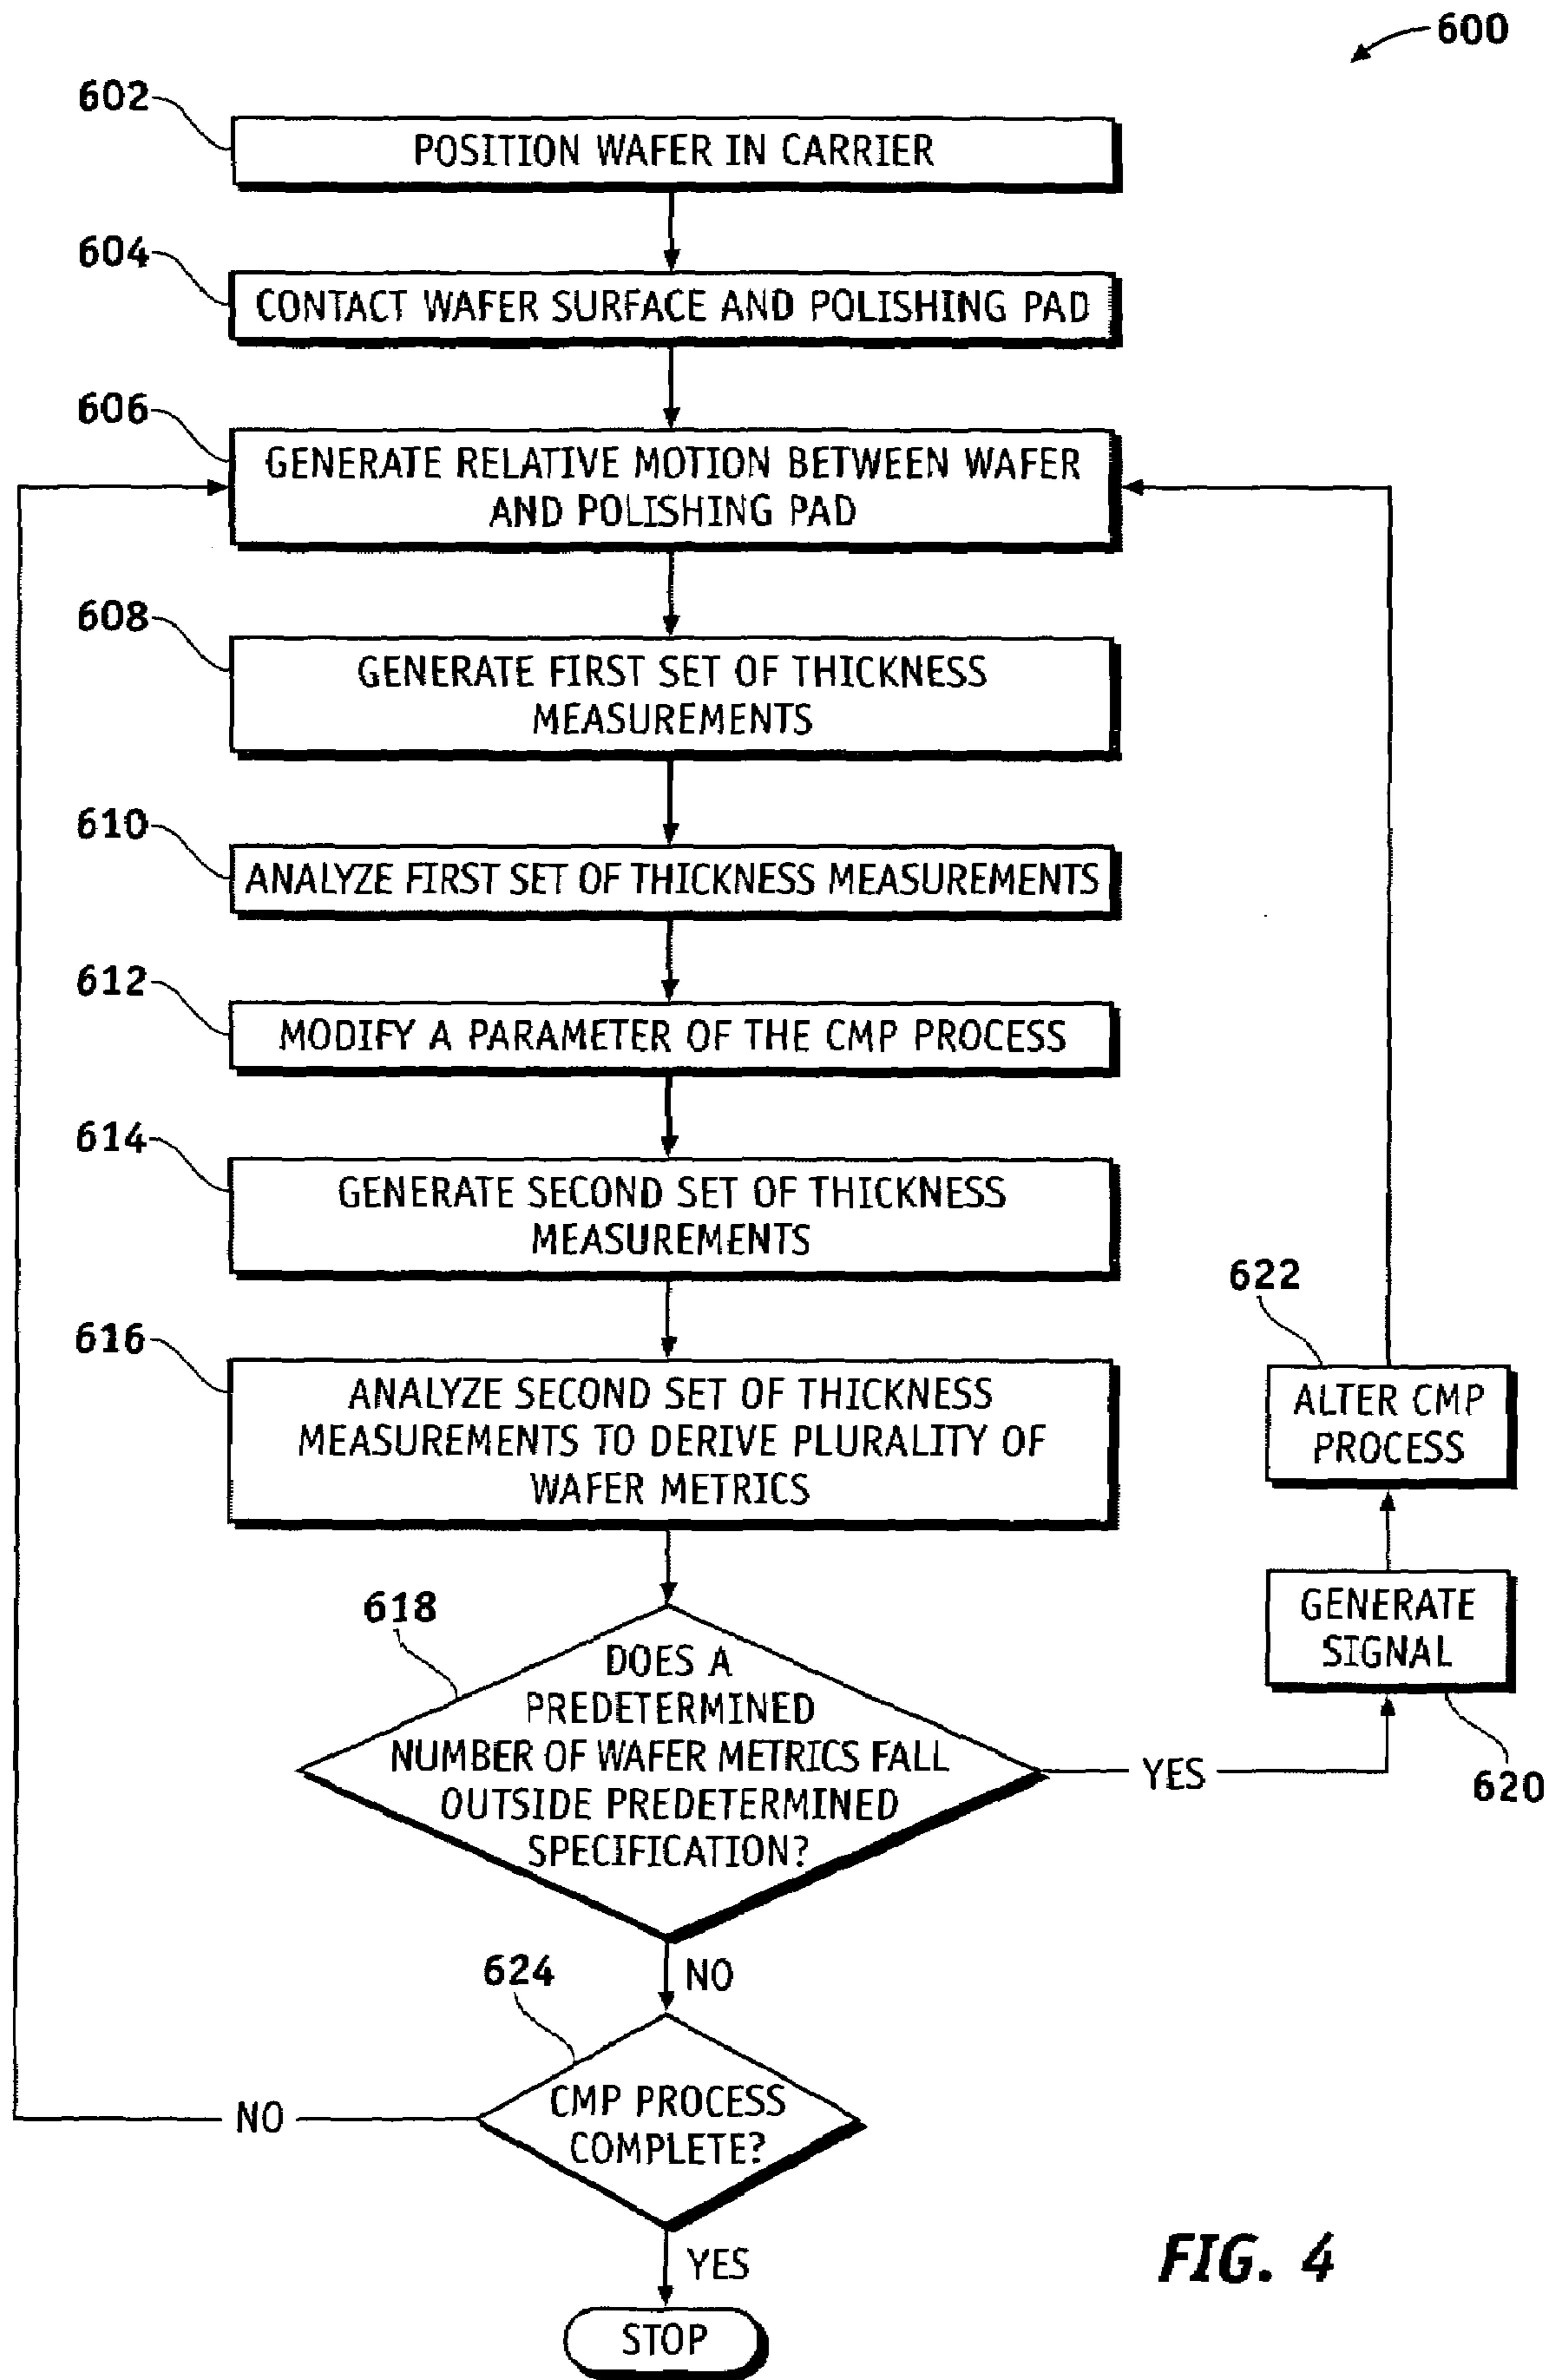 600
602
POSITION WAFER IN CARRIER
604
CONTACT WAFER SURFACE AND POLISHING PAD
606
GENERATE RELATIVE MOTION BETWEEN WAFER
AND POLISHING PAD
608
GENERATE FIRST SET OF THICKNESS
MEASUREMENTS
610
ANALYZE FIRST SET OF THICKNESS MEASUREMENTS
612
MODIFY A PARAMETER OF THE CMP PROCESS
614
GENERATE SECOND SET OF THICKNESS
MEASUREMENTS
616
ANALYZE SECOND SET OF THICKNESS
MEASUREMENTS TO DERIVE PLURALITY OF
WAFER METRICS
618
DOES A
PREDETERMINED
NUMBER OF WAFER METRICS FALL
OUTSIDE PREDETERMINED
SPECIFICATION?
YES
620
GENERATE
SIGNAL
622
ALTER CMP
PROCESS
NO
624
CMP PROCESS
COMPLETE?
NO
YES
STOP
FIG. 4